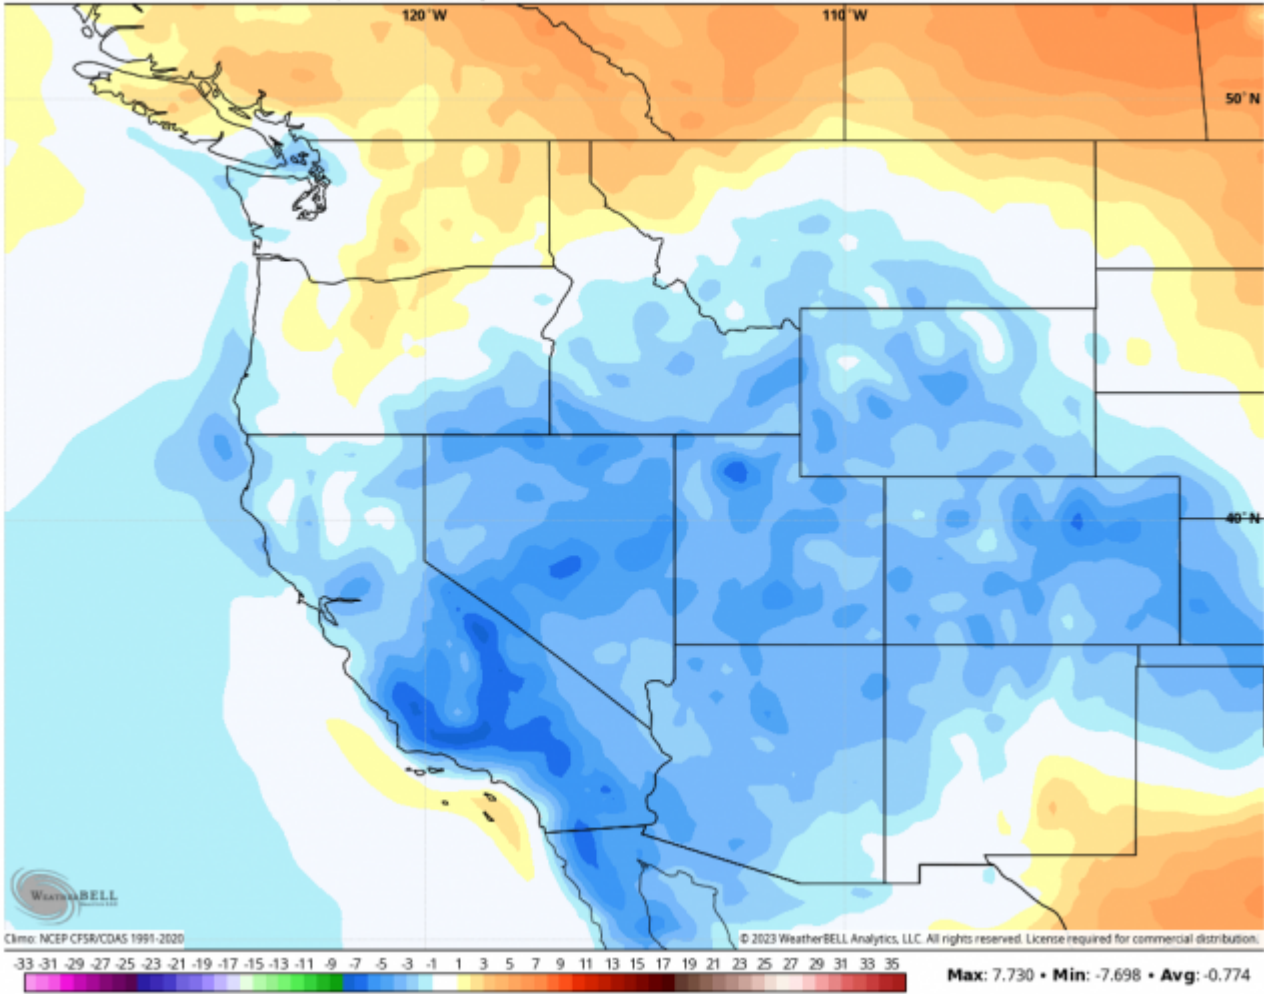 120°W 110°W
50°N
40°N
WEATHERBELL
Climo: NCEP CFSR/CDAS 1991-2020 © 2023 WeatherBELL Analytics, LLC. All rights reserved. License required for commercial distribution.
-33 -31 -29 -27 -25 -23 -21 -19 -17 -15 -13 -11 -9 -7 -5 -3 -1 1 3 5 7 9 11 13 15 17 19 21 23 25 27 29 31 33 35
Max: 7.730 • Min: -7.698 • Avg: -0.774